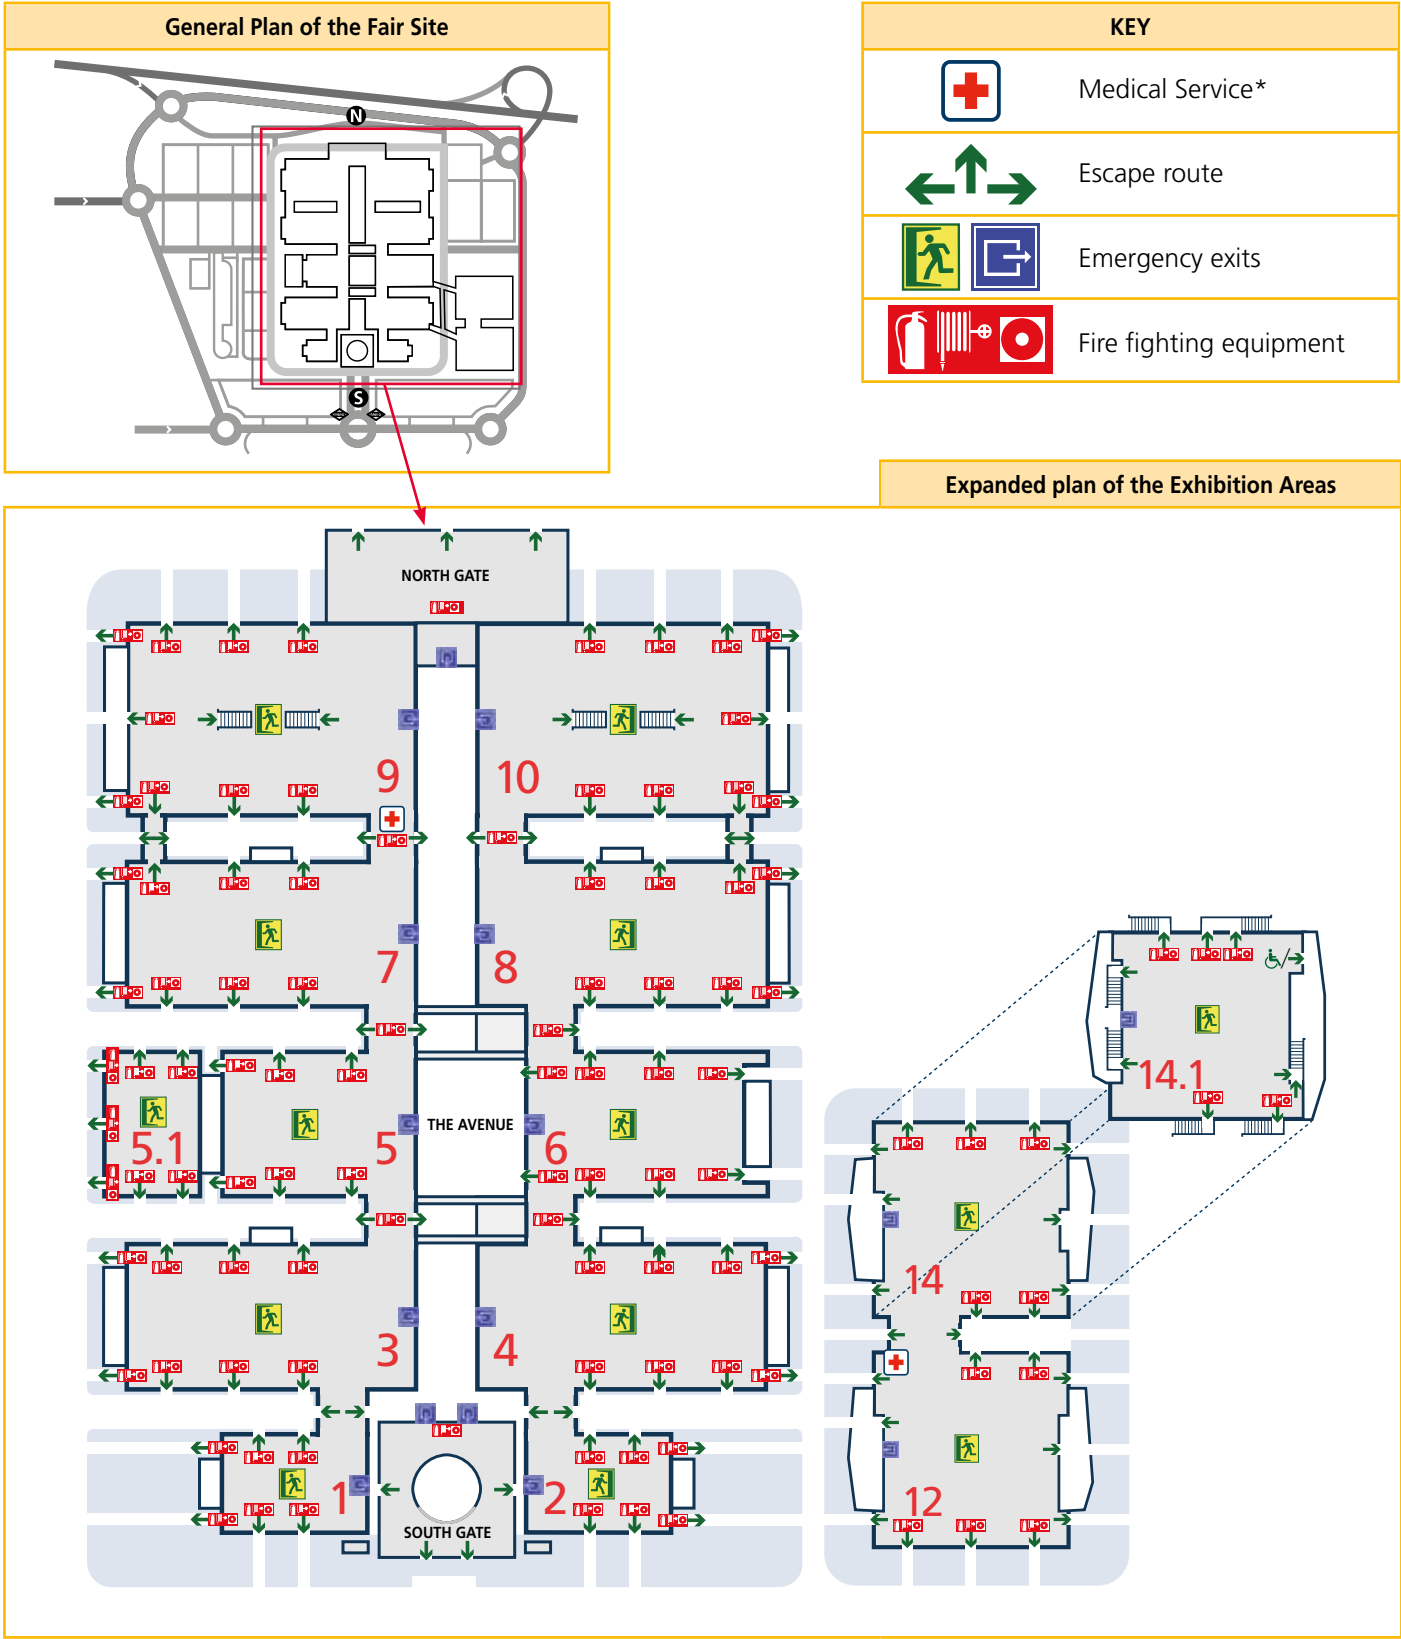 General Plan of the Fair Site
N
S
KEY
Medical Service*
Escape route
Emergency exits
Fire fighting equipment
Expanded plan of the Exhibition Areas
NORTH GATE
9
10
7
8
14.1
5.1
5
THE AVENUE
6
14
3
4
12
1
2
SOUTH GATE